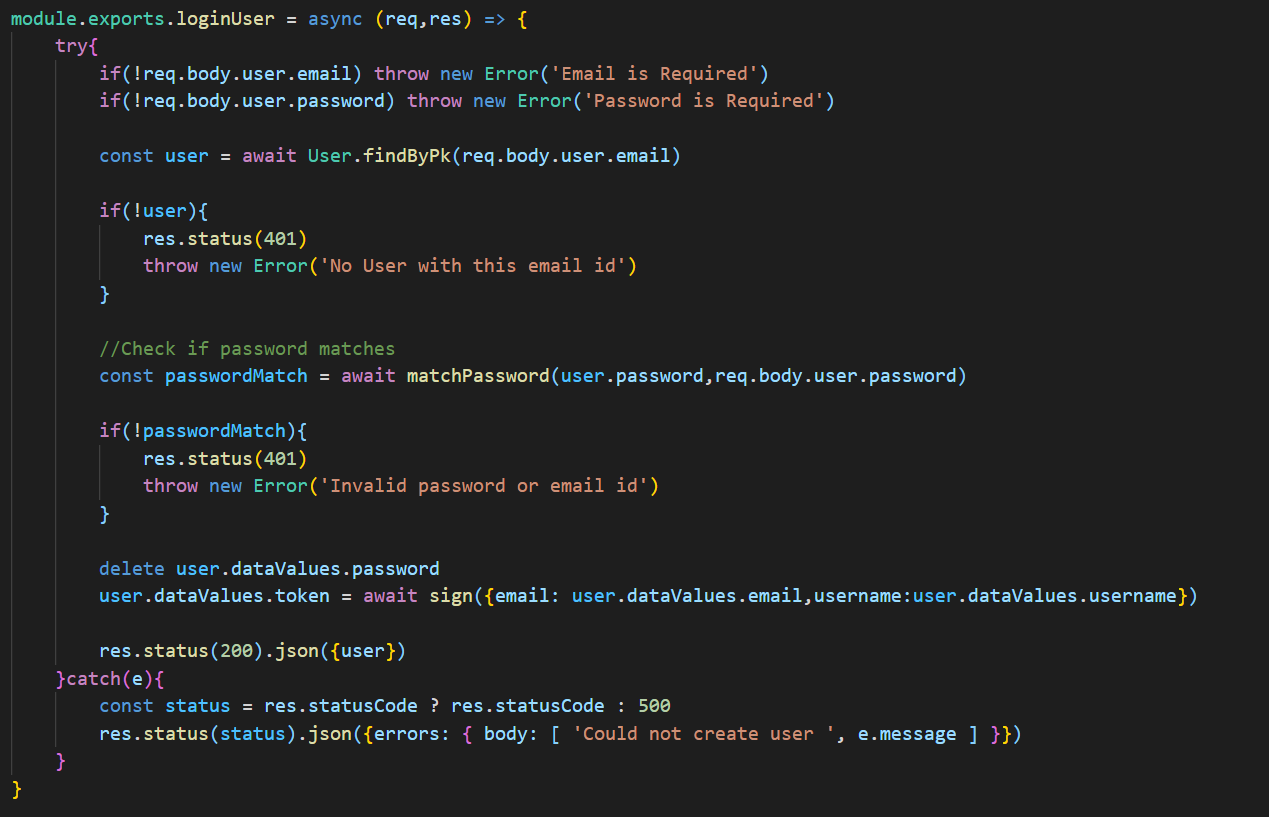 module.exports.loginUser = async (req,res) => {
    try{
        if(!req.body.user.email) throw new Error('Email is Required')
        if(!req.body.user.password) throw new Error('Password is Required')

        const user = await User.findByPk(req.body.user.email)

        if(!user){
            res.status(401)
            throw new Error('No User with this email id')
        }

        //Check if password matches
        const passwordMatch = await matchPassword(user.password,req.body.user.password)

        if(!passwordMatch){
            res.status(401)
            throw new Error('Invalid password or email id')
        }

        delete user.dataValues.password
        user.dataValues.token = await sign({email: user.dataValues.email,username:user.dataValues.username})

        res.status(200).json({user})
    }catch(e){
        const status = res.statusCode ? res.statusCode : 500
        res.status(status).json({errors: { body: [ 'Could not create user ', e.message ] }})
    }
}